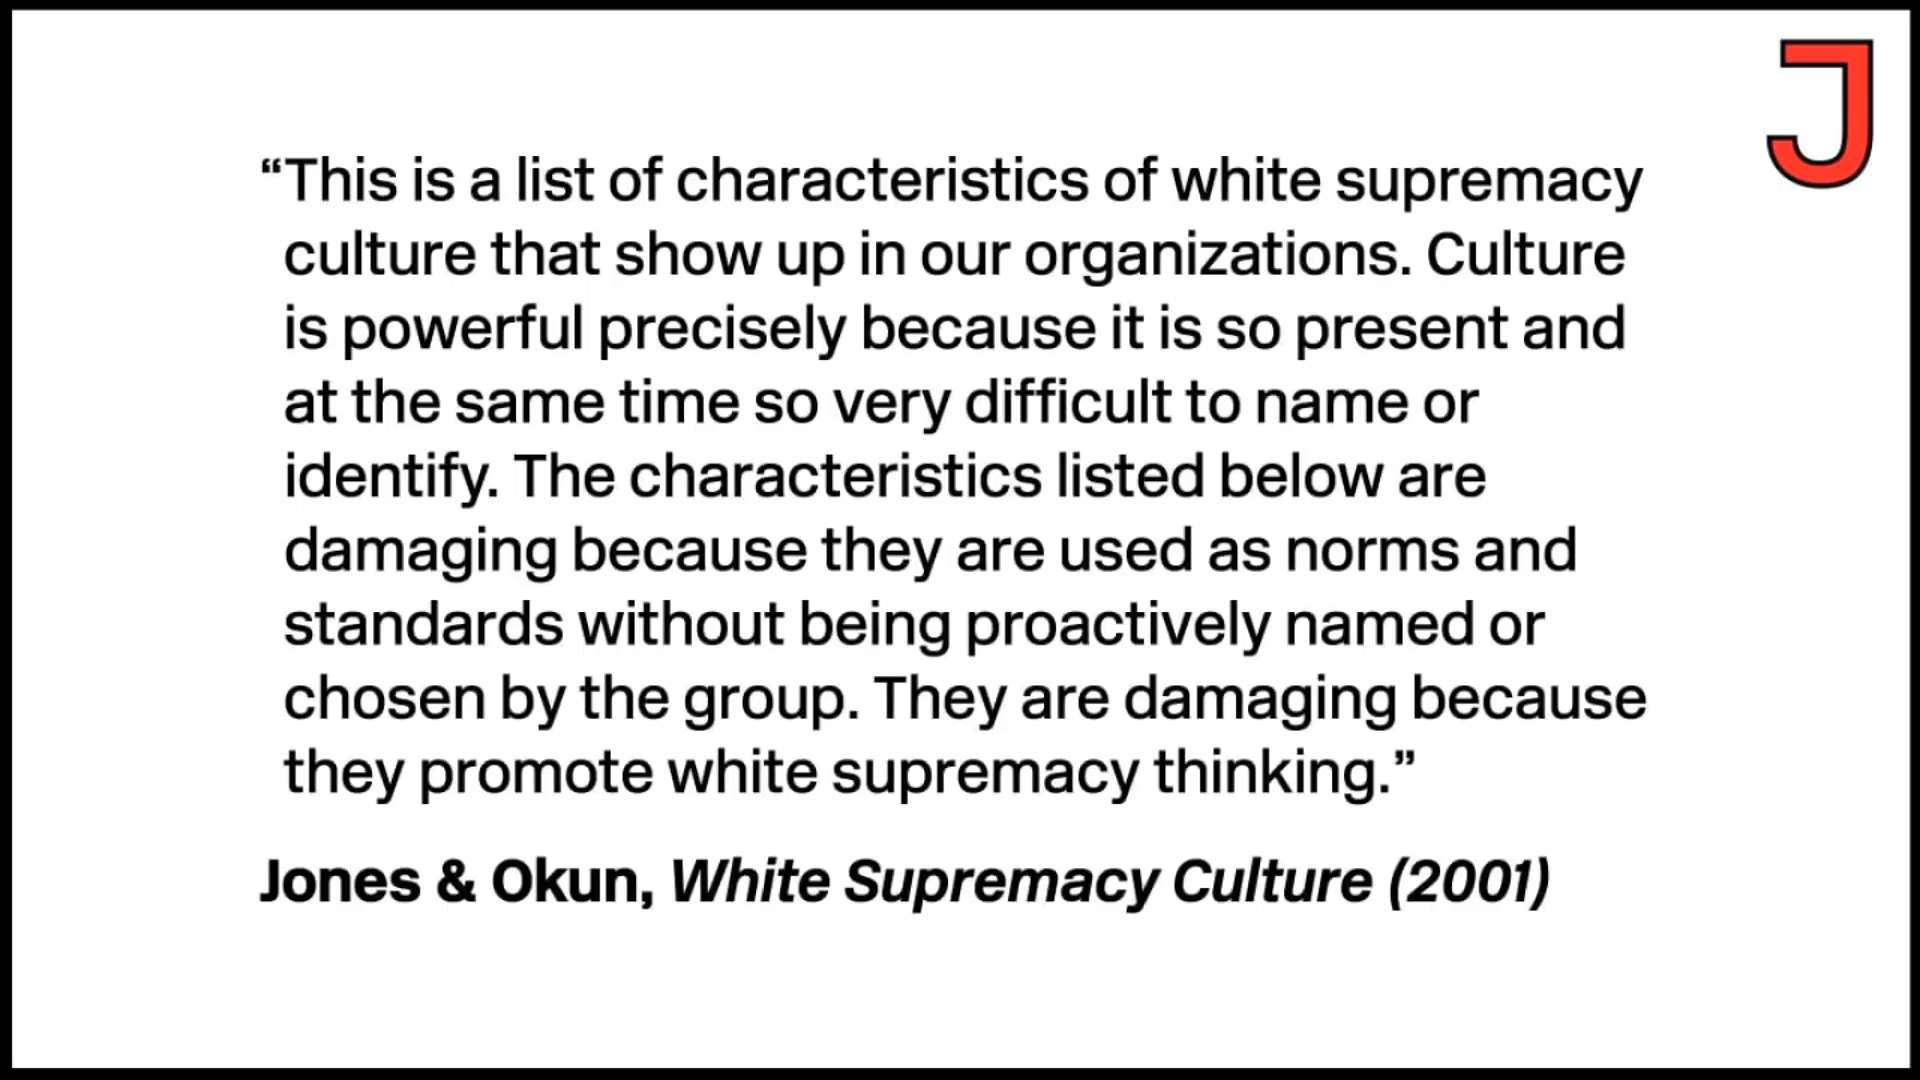 J
“This is a list of characteristics of white supremacy
culture that show up in our organizations. Culture
is powerful precisely because it is so present and
at the same time so very difficult to name or
identify. The characteristics listed below are
damaging because they are used as norms and
standards without being proactively named or
chosen by the group. They are damaging because
they promote white supremacy thinking.”
Jones & Okun, White Supremacy Culture (2001)